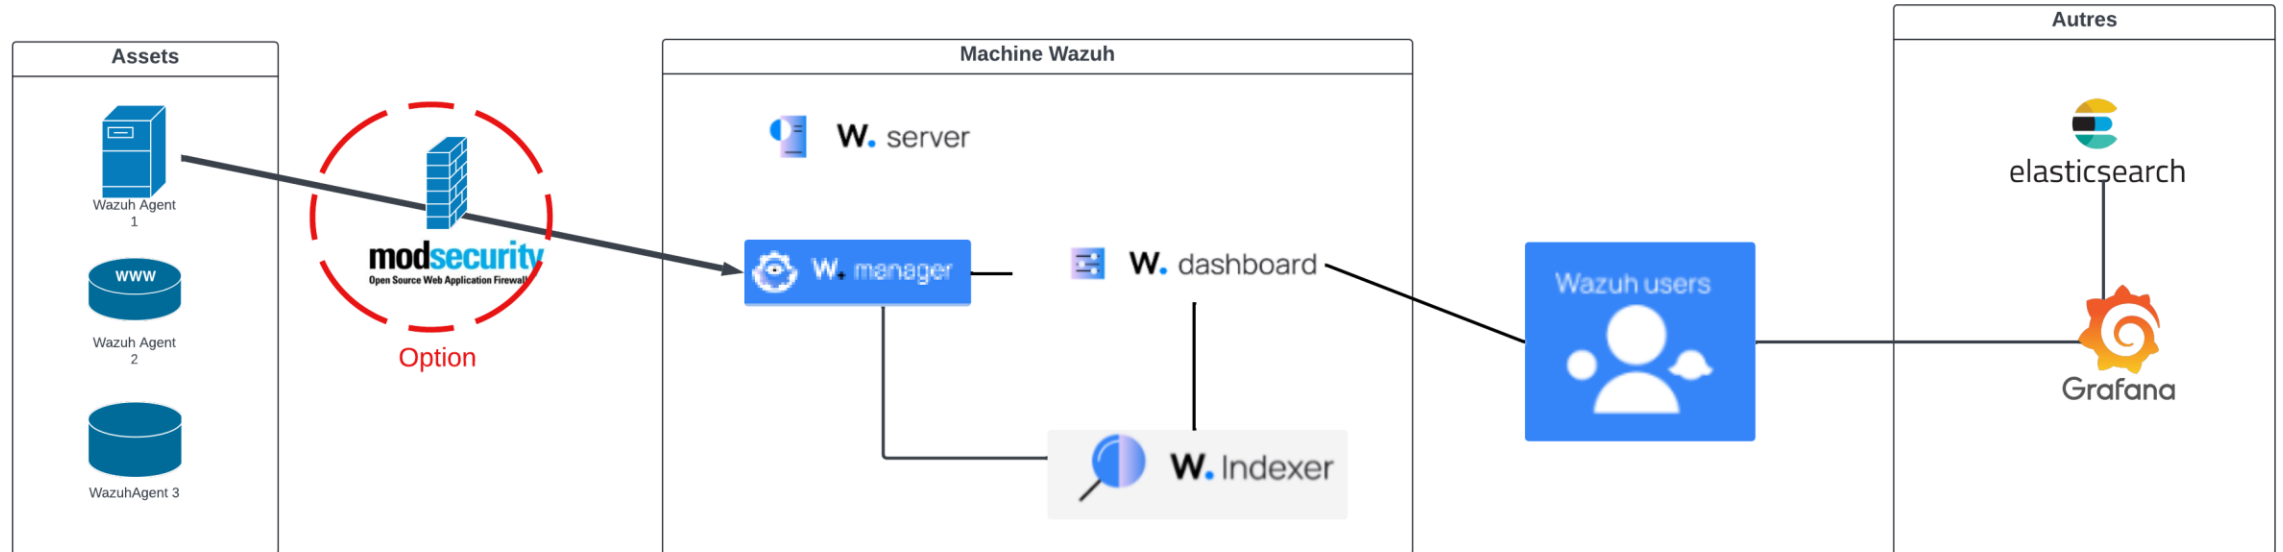 Assets
Wazuh Agent
1
WWW
Wazuh Agent
2
WazuhAgent 3
modsecurity
Open Source Web Application Firewall
Option
Machine Wazuh
W. server
W. manager
W. dashboard
W. Indexer
Wazuh users
Autres
elasticsearch
Grafana